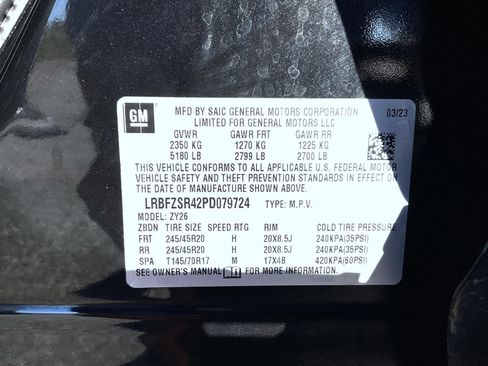 GM
MFD BY SAIC GENERAL MOTORS CORPORATION 03/23
LIMITED FOR GENERAL MOTORS LLC
GVWR GAWR FRT GAWR RR
2350 KG 1270 KG 1225 KG
5180 LB 2799 LB 2700 LB
THIS VEHICLE CONFORMS TO ALL APPLICABLE U.S. FEDERAL MOTOR
VEHICLE SAFETY AND THEFT PREVENTION STANDARDS IN EFFECT
ON THE DATE OF MANUFACTURE SHOWN ABOVE.
LRBFZSR42PD079724 TYPE: M.P.V.
MODEL: ZY26
ZBDN TIRE SIZE SPEED RTG RIM COLD TIRE PRESSURE
FRT 245/45R20 H 20X8.5J 240KPA(35PSI)
RR 245/45R20 H 20X8.5J 240KPA(35PSI)
SPA T145/70R17 M 17X4B 420KPA(60PSI)
SEE OWNER'S MANUAL FOR MORE INFORMATION.